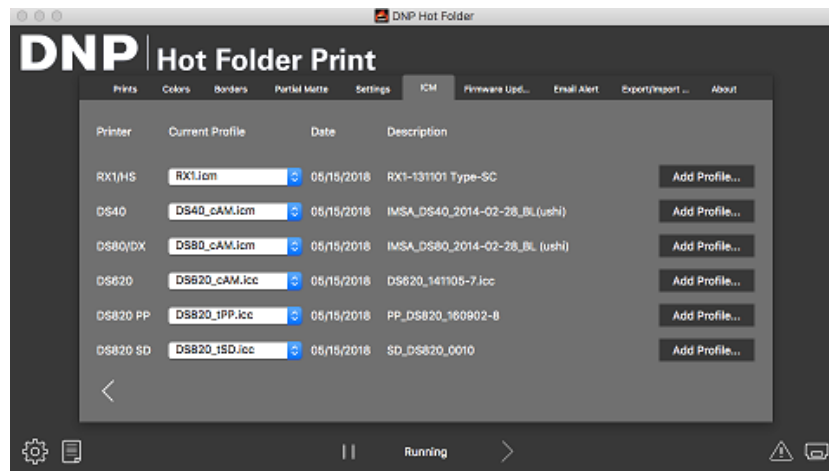 DNP Hot Folder
DNP Hot Folder Print
Prints Colors Borders Partial Matte Settings ICM Firmware Upd... Email Alert Export/Import ... About
Printer Current Profile Date Description
RX1/HS RX1.icm 05/15/2018 RX1-131101 Type-SC Add Profile...
DS40 DS40_cAM.icm 05/15/2018 IMSA_DS40_2014-02-28_BL(ushi) Add Profile...
DS80/DX DS80_cAM.icm 05/15/2018 IMSA_DS80_2014-02-28_BL (ushi) Add Profile...
DS620 DS620_cAM.icc 05/15/2018 DS620_141105-7.icc Add Profile...
DS820 PP DS820_tPP.icc 05/15/2018 PP_DS820_160902-8 Add Profile...
DS820 SD DS820_tSD.icc 05/15/2018 SD_DS820_0010 Add Profile...
Running